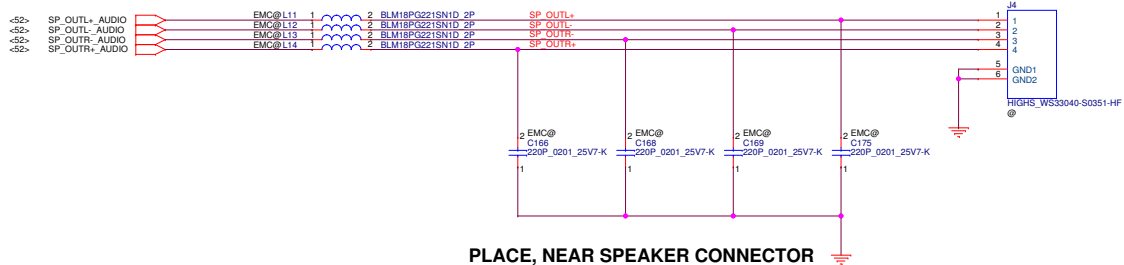 J4
<52> SP_OUTL+_AUDIO EMC@ L11 1 2 BLM18PG221SN1D_2P SP_OUTL+ 1 1
<52> SP_OUTL-_AUDIO EMC@ L12 1 2 BLM18PG221SN1D_2P SP_OUTL- 2 2
<52> SP_OUTR-_AUDIO EMC@ L13 1 2 BLM18PG221SN1D_2P SP_OUTR- 3 3
<52> SP_OUTR+_AUDIO EMC@ L14 1 2 BLM18PG221SN1D_2P SP_OUTR+ 4 4
5 GND1
6 GND2
HIGHS_WS33040-S0351-HF
@
2 EMC@ 2 EMC@ 2 EMC@ 2 EMC@
C166 C168 C169 C175
220P_0201_25V7-K 220P_0201_25V7-K 220P_0201_25V7-K 220P_0201_25V7-K
1 1 1 1
PLACE, NEAR SPEAKER CONNECTOR